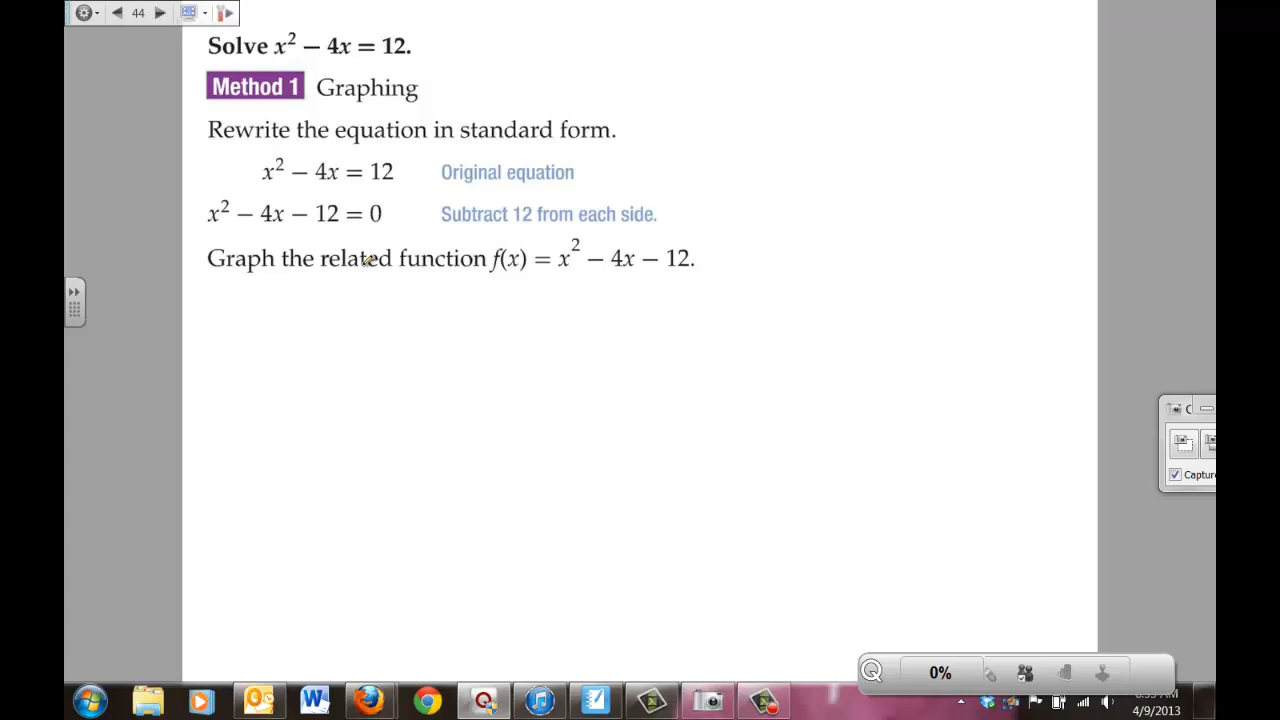 44
Solve x² − 4x = 12.
Method 1 Graphing
Rewrite the equation in standard form.
x² − 4x = 12 Original equation
x² − 4x − 12 = 0 Subtract 12 from each side.
Graph the related function f(x) = x² − 4x − 12.
C
Capture
0%
4/9/2013